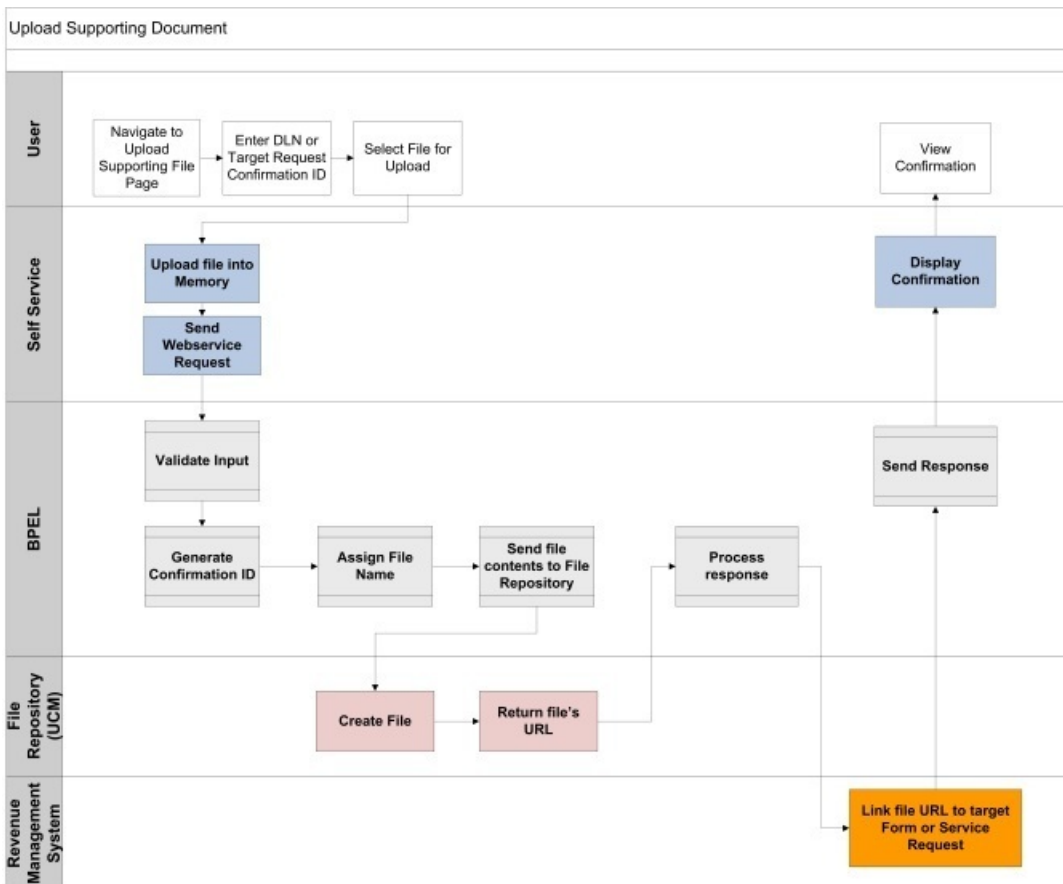 Upload Supporting Document
User
Navigate to
Upload
Supporting File
Page
Enter DLN or
Target Request
Confirmation ID
Select File for
Upload
View
Confirmation
Self Service
Upload file into
Memory
Send
Webservice
Request
Display
Confirmation
BPEL
Validate Input
Send Response
Generate
Confirmation ID
Assign File
Name
Send file
contents to File
Repository
Process
response
File
Repository
(UCM)
Create File
Return file's
URL
Revenue
Management
System
Link file URL to target
Form or Service
Request